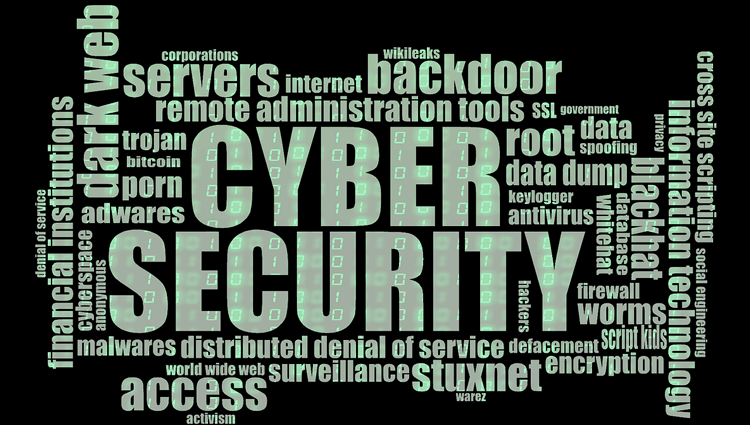 corporations
wikileaks
servers
internet
backdoor
remote administration tools
SSL
government
dark web
trojan
bitcoin
porn
adwares
CYBER
root
data
spoofing
data dump
keylogger
antivirus
privacy
blackhat
database
whitehat
information technology
cross site scripting
social engineering
denial of service
financial institutions
cyberspace
anonymous
SECURITY
hackers
firewall
worms
script kids
malwares
distributed denial of service
defacement
encryption
world wide web
surveillance
stuxnet
warez
access
activism